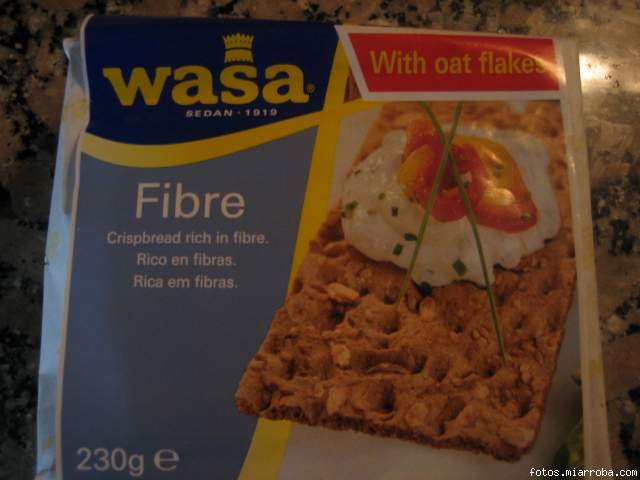 wasa®
SEDAN · 1919
With oat flakes
Fibre
Crispbread rich in fibre.
Rico en fibras.
Rica em fibras.
230g e
fotos.miarroba.com